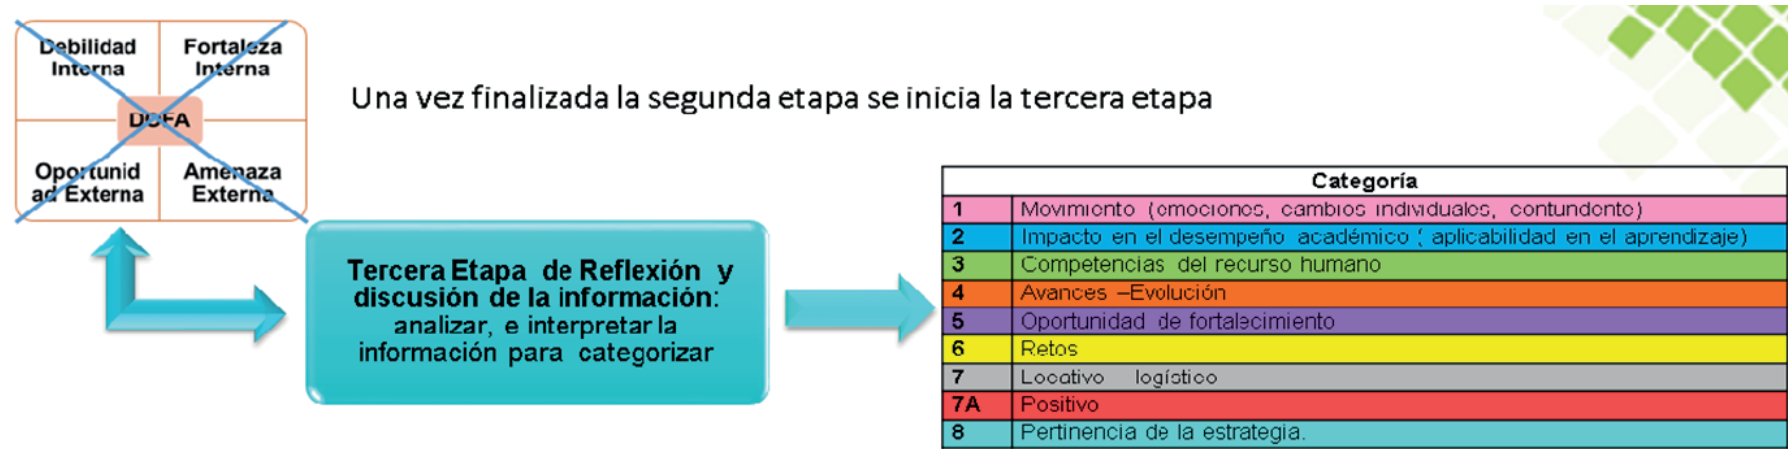 Debilidad
Interna
Fortaleza
Interna
DOFA
Oportunid
ad Externa
Amenaza
Externa
Una vez finalizada la segunda etapa se inicia la tercera etapa
Tercera Etapa de Reflexión y
discusión de la información:
analizar, e interpretar la
información para categorizar
Categoría
1 Movimiento (emociones, cambios individuales, contundente)
2 Impacto en el desempeño académico ( aplicabilidad en el aprendizaje)
3 Competencias del recurso humano
4 Avances –Evolución
5 Oportunidad de fortalecimiento
6 Retos
7 Locativo logístico
7A Positivo
8 Pertinencia de la estrategia.